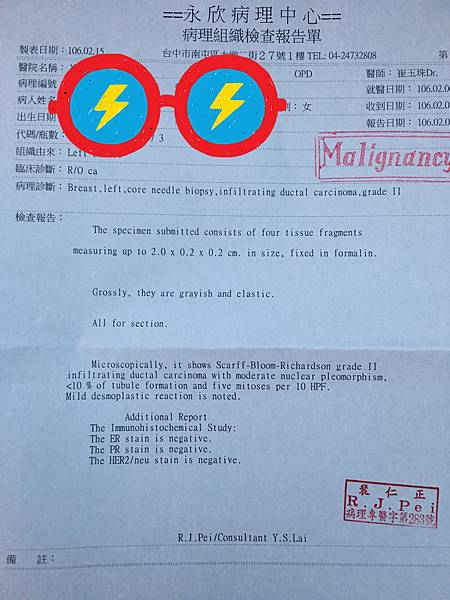 ==永欣病理中心==
病理組織檢查報告單
製表日期：106.02.15
台中市南屯區大墩二街27號1樓 TEL: 04-24732808
第
醫院名稱：
OPD
醫師：崔玉珠Dr.
病理編號
就醫日期： 106.02.0
病人姓名
別：女
收到日期： 106.02.0
出生日期
報告日期： 106.02.0
代碼/瓶數： / 3
組織由來：Left
Malignancy
臨床診斷：R/O ca
病理診斷：Breast,left,core needle biopsy,infiltrating ductal carcinoma,grade II
檢查報告：
The specimen submitted consists of four tissue fragments
measuring up to 2.0 x 0.2 x 0.2 cm. in size, fixed in formalin.
Grossly, they are grayish and elastic.
All for section.
Microscopically, it shows Scarff-Bloom-Richardson grade II
infiltrating ductal carcinoma with moderate nuclear pleomorphism,
<10 % of tubule formation and five mitoses per 10 HPF.
Mild desmoplastic reaction is noted.
Additional Report
The Immunohistochemical Study:
The ER stain is negative.
The PR stain is negative.
The HER2/neu stain is negative.
裴仁正
R.J.Pei
病理專醫字第283號
R.J.Pei/Consultant Y.S.Lai
備 註：